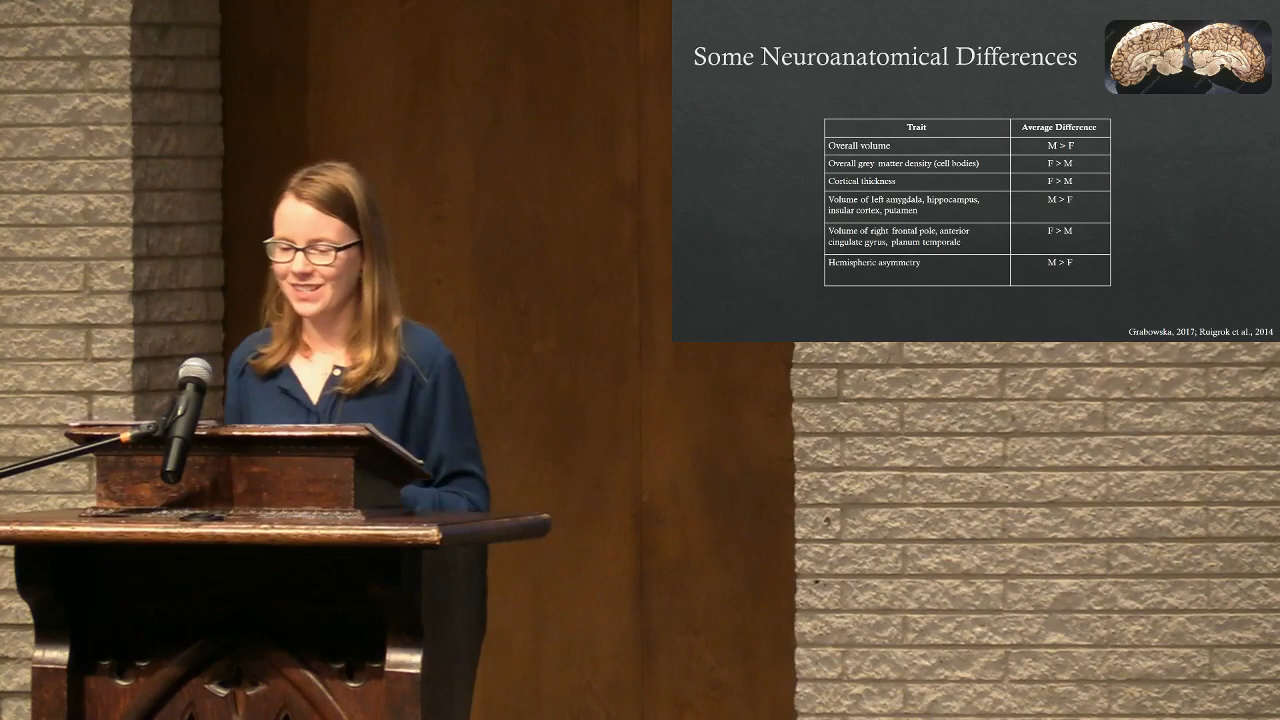 Some Neuroanatomical Differences
Trait Average Difference
Overall volume M > F
Overall grey matter density (cell bodies) F > M
Cortical thickness F > M
Volume of left amygdala, hippocampus, M > F
insular cortex, putamen
Volume of right frontal pole, anterior F > M
cingulate gyrus, planum temporale
Hemispheric asymmetry M > F
Grabowska, 2017; Ruigrok et al., 2014